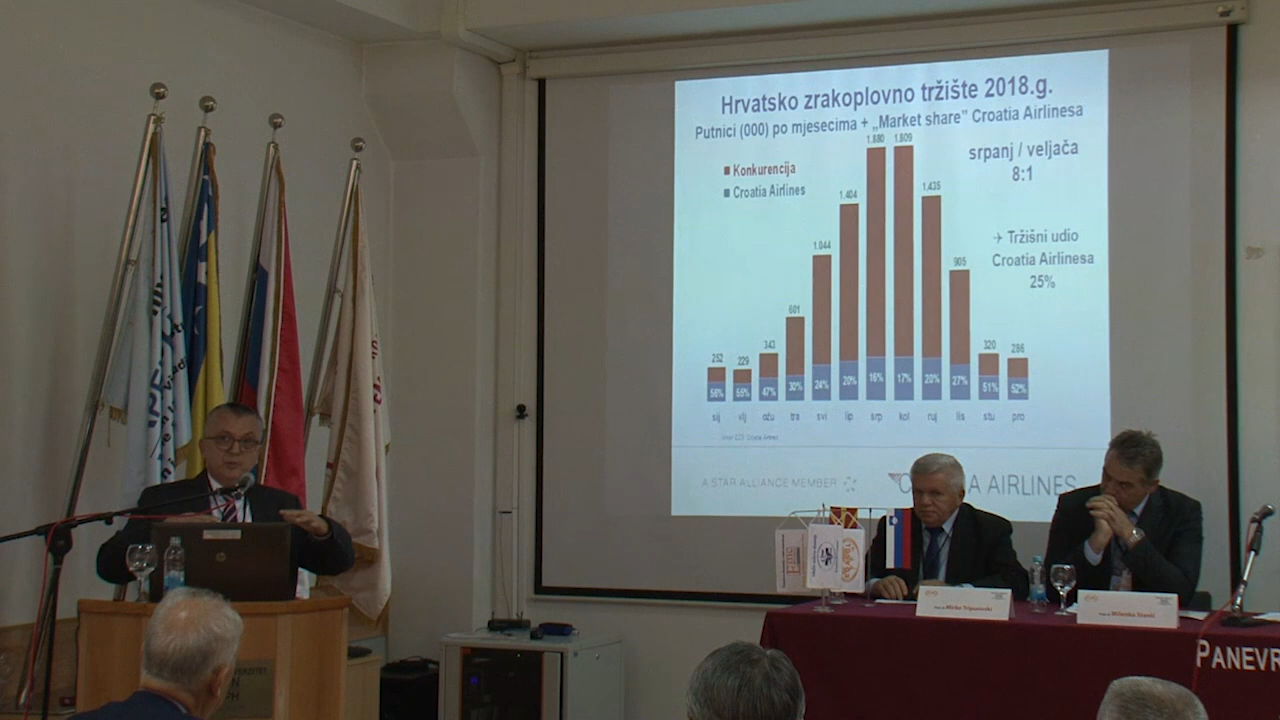 Hrvatsko zrakoplovno tržište 2018.g.
Putnici (000) po mjesecima + „Market share” Croatia Airlinesa
srpanj / veljača
8:1
Konkurencija
Croatia Airlines
✈ Tržišni udio
Croatia Airlinesa
25%
252 229 343 601 1.044 1.404 1.880 1.809 1.435 905 320 286
56% 55% 47% 30% 24% 20% 16% 17% 20% 27% 51% 52%
sij vlj ožu tra svi lip srp kol ruj lis stu pro
A STAR ALLIANCE MEMBER
AIRLINES
Mirko Tripunoski
PANEVR